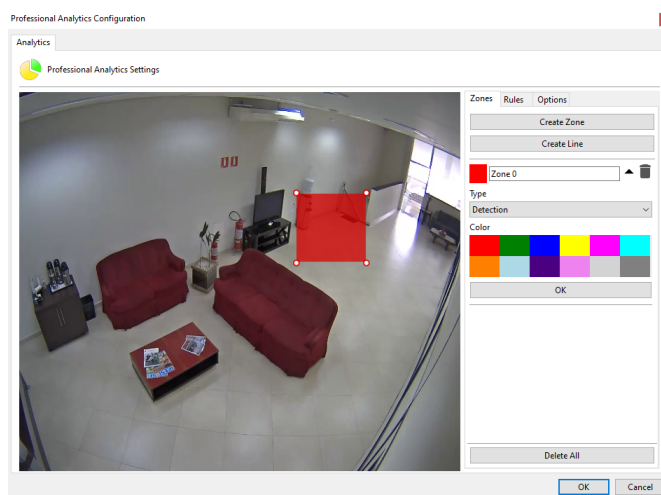 Professional Analytics Configuration
Analytics
Professional Analytics Settings
Zones Rules Options
Create Zone
Create Line
Zone 0
Type
Detection
Color
OK
Delete All
OK Cancel